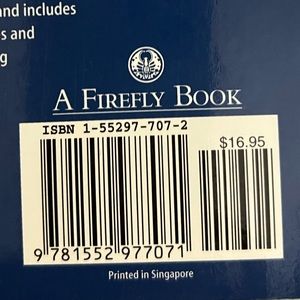 and includes
s and
g
A FIREFLY BOOK
ISBN 1-55297-707-2
$16.95
9 781552 977071
Printed in Singapore